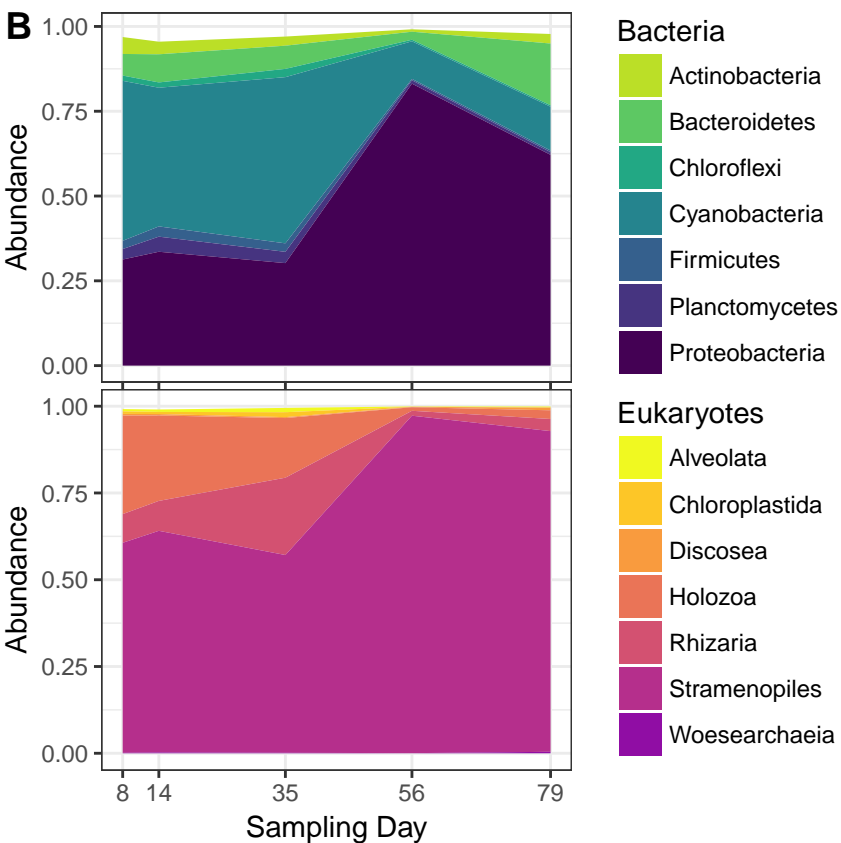 B
1.00
0.75
0.50
0.25
0.00
Abundance
Bacteria
Actinobacteria
Bacteroidetes
Chloroflexi
Cyanobacteria
Firmicutes
Planctomycetes
Proteobacteria
1.00
0.75
0.50
0.25
0.00
Abundance
8 14 35 56 79
Sampling Day
Eukaryotes
Alveolata
Chloroplastida
Discosea
Holozoa
Rhizaria
Stramenopiles
Woesearchaeia